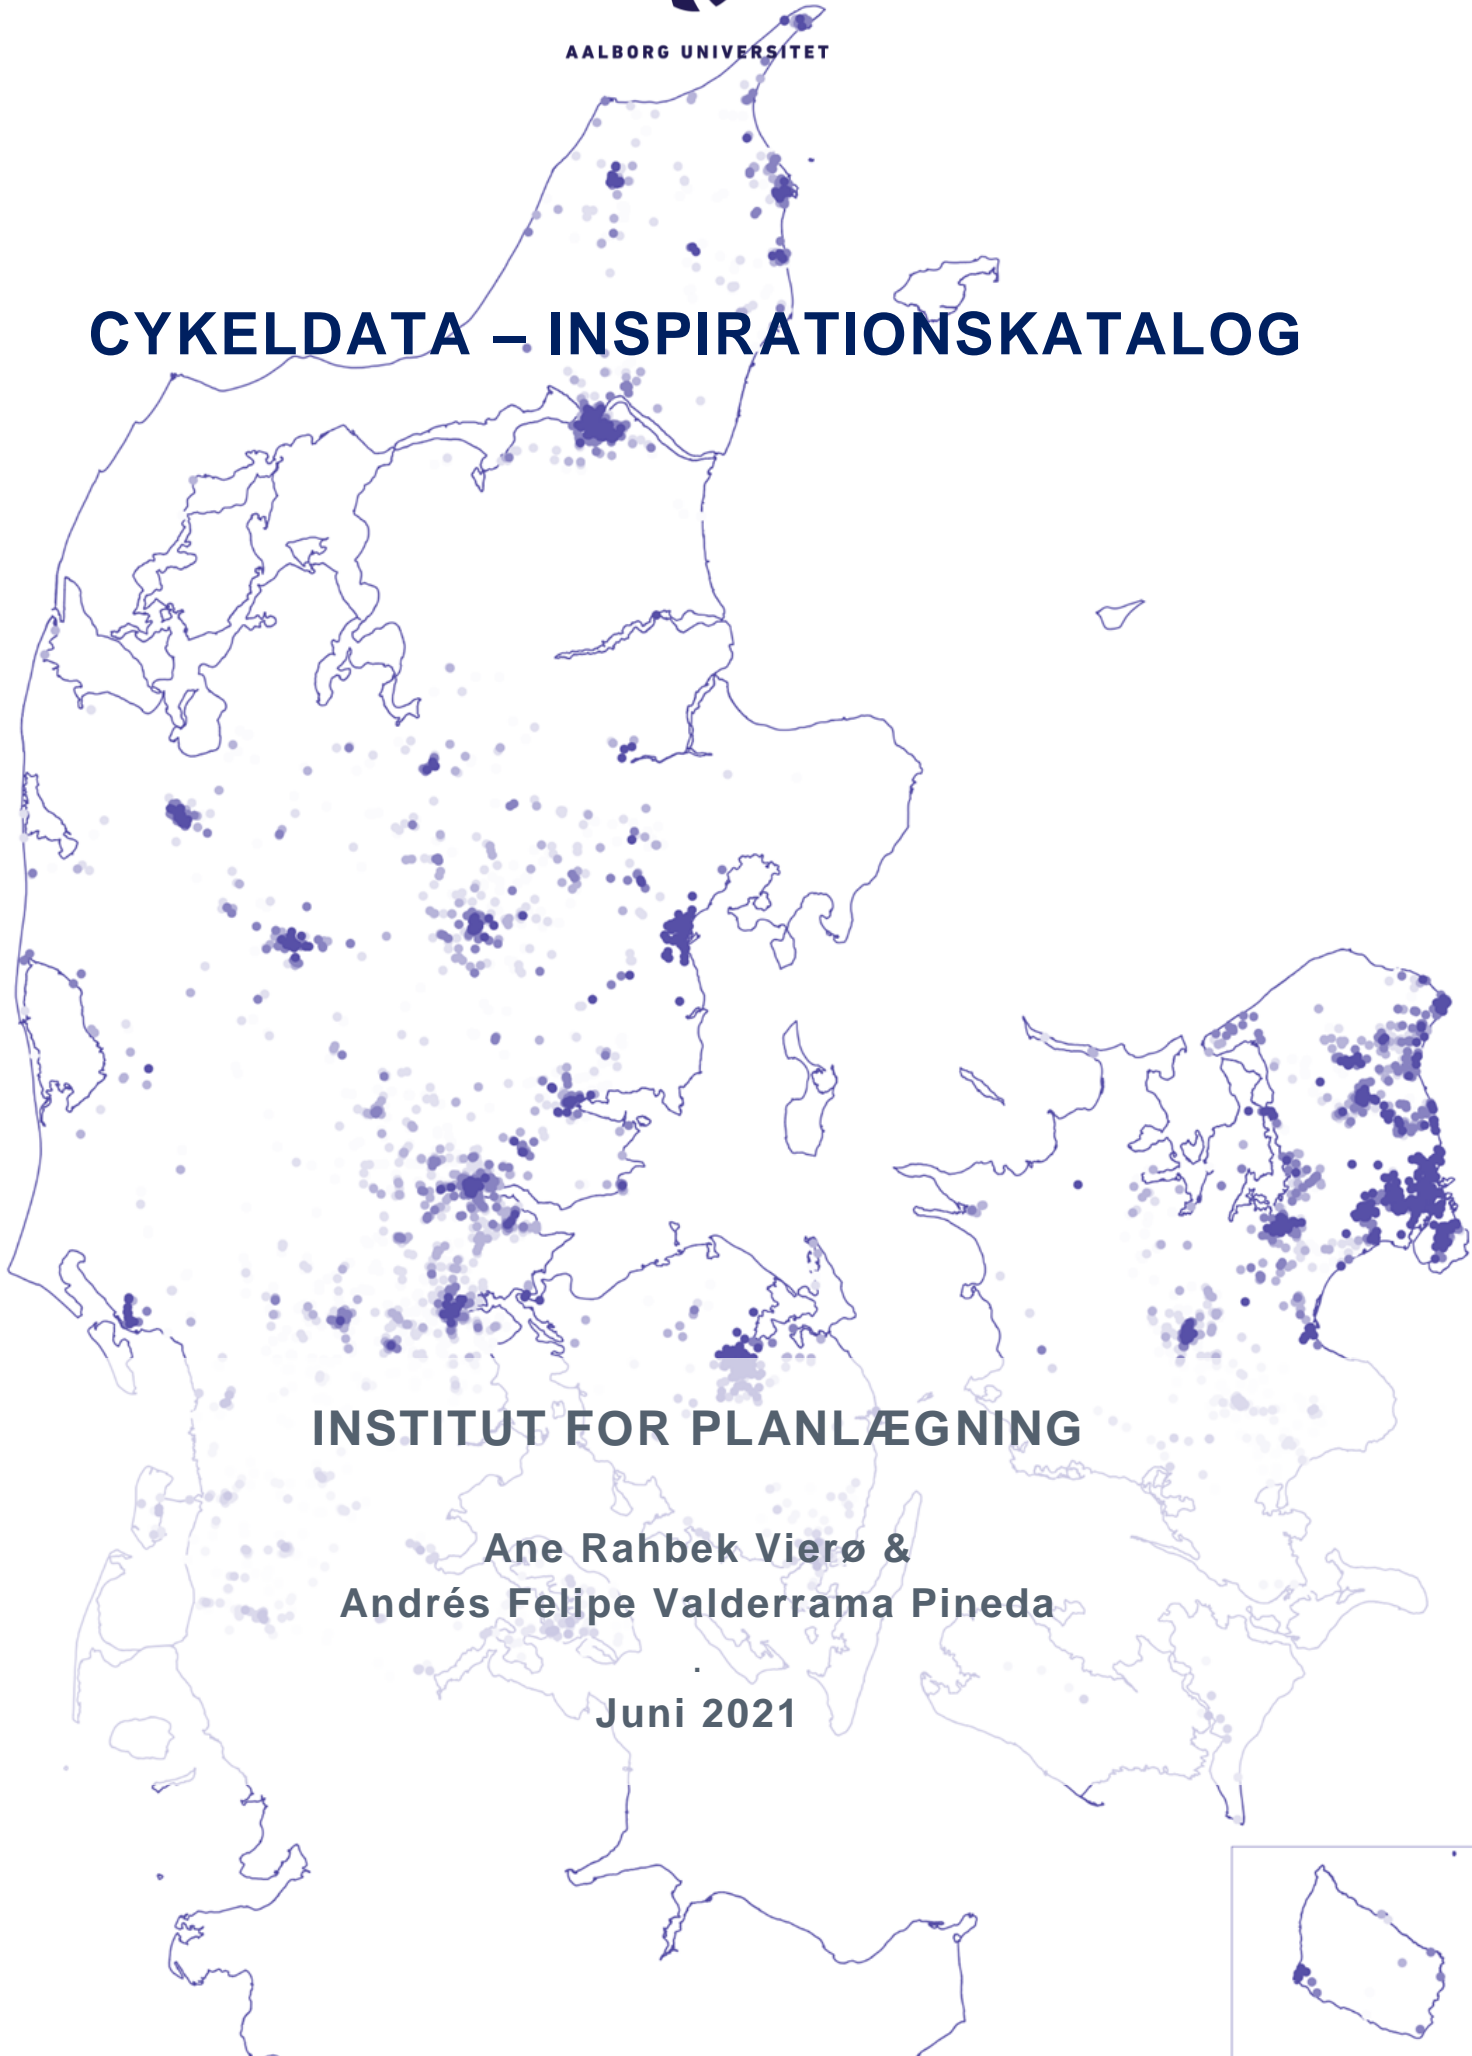 AALBORG UNIVERSITET
CYKELDATA – INSPIRATIONSKATALOG
INSTITUT FOR PLANLÆGNING
Ane Rahbek Vierø &
Andrés Felipe Valderrama Pineda
.
Juni 2021